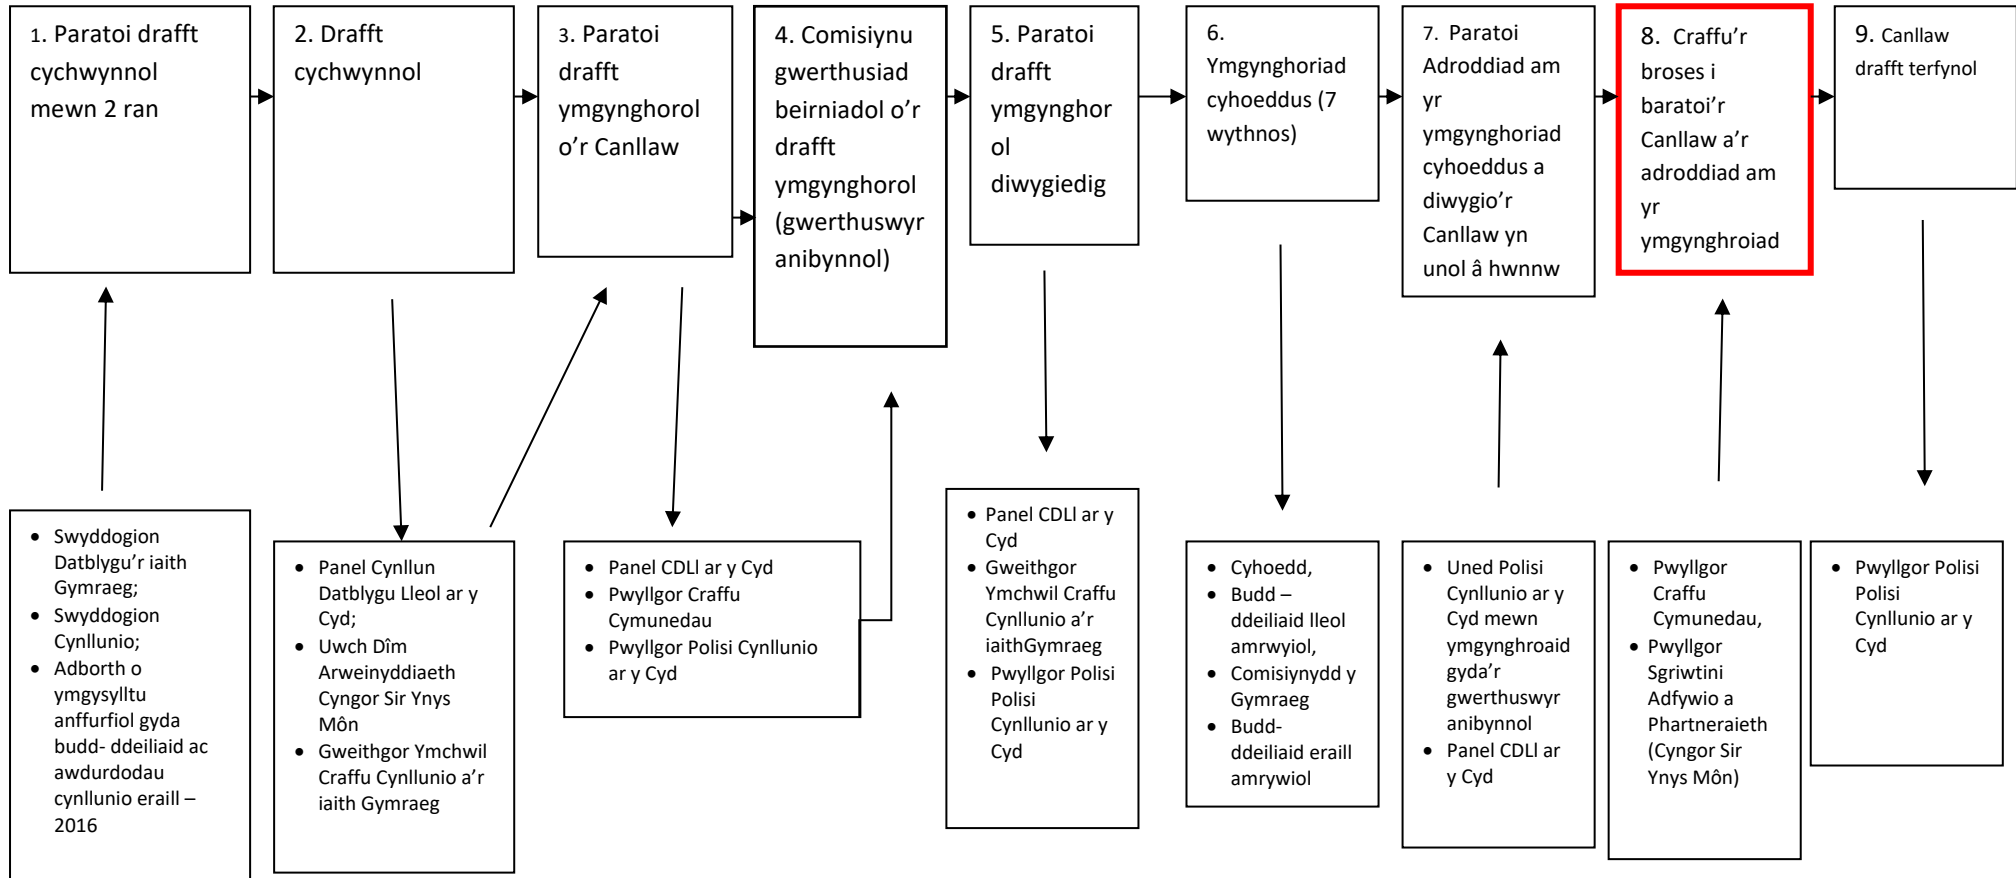 1. Paratoi drafft
cychwynnol
mewn 2 ran
2. Drafft
cychwynnol
3. Paratoi
drafft
ymgynghorol
o'r Canllaw
4. Comisiynu
gwerthusiad
beirniadol o'r
drafft
ymgynghorol
(gwerthuswyr
anibynnol)
5. Paratoi
drafft
ymgynghor
ol
diwygiedig
6.
Ymgynghoriad
cyhoeddus (7
wythnos)
7. Paratoi
Adroddiad am
yr
ymgynghoriad
cyhoeddus a
diwygio'r
Canllaw yn
unol â hwnnw
8. Craffu'r
broses i
baratoi'r
Canllaw a'r
adroddiad am
yr
ymgynghroiad
9. Canllaw
drafft terfynol
• Swyddogion
Datblygu'r iaith
Gymraeg;
• Swyddogion
Cynllunio;
• Adborth o
ymgysylltu
anffurfiol gyda
budd- ddeiliaid ac
awdurdodau
cynllunio eraill –
2016
• Panel Cynllun
Datblygu Lleol ar y
Cyd;
• Uwch Dîm
Arweinyddiaeth
Cyngor Sir Ynys
Môn
• Gweithgor Ymchwil
Craffu Cynllunio a'r
iaith Gymraeg
• Panel CDLl ar y Cyd
• Pwyllgor Craffu
Cymunedau
• Pwyllgor Polisi Cynllunio
ar y Cyd
• Panel CDLl ar y
Cyd
• Gweithgor
Ymchwil Craffu
Cynllunio a'r
iaithGymraeg
• Pwyllgor Polisi
Polisi
Cynllunio ar y
Cyd
• Cyhoedd,
• Budd –
ddeiliaid lleol
amrwyiol,
• Comisiynydd y
Gymraeg
• Budd-
ddeiliaid eraill
amrywiol
• Uned Polisi
Cynllunio ar y
Cyd mewn
ymgynghroaid
gyda'r
gwerthuswyr
anibynnol
• Panel CDLl ar
y Cyd
• Pwyllgor
Craffu
Cymunedau,
• Pwyllgor
Sgriwtini
Adfywio a
Phartneraieth
(Cyngor Sir
Ynys Môn)
• Pwyllgor Polisi
Polisi
Cynllunio ar y
Cyd